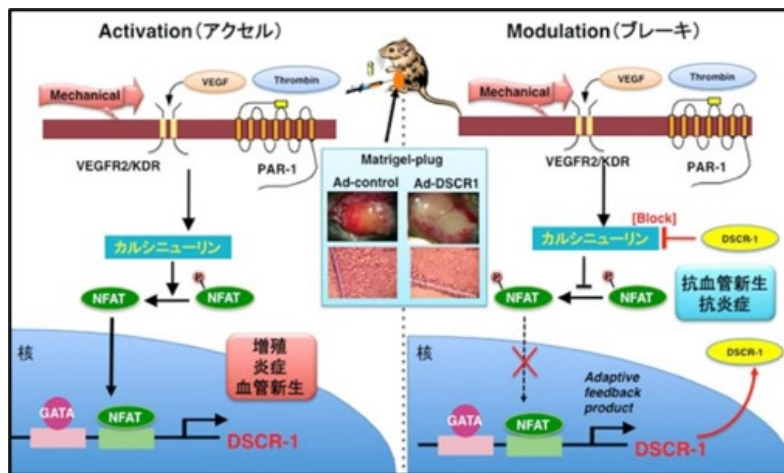 Activation(アクセル)
VEGF
Thrombin
Mechanical
VEGFR2/KDR
PAR-1
カルシニューリン
NFAT
P
NFAT
核
増殖
炎症
血管新生
GATA
NFAT
DSCR-1
Matrigel-plug
Ad-control
Ad-DSCR1
Modulation(ブレーキ)
VEGF
Thrombin
Mechanical
VEGFR2/KDR
PAR-1
[Block]
カルシニューリン
DSCR-1
P
NFAT
P
NFAT
抗血管新生
抗炎症
核
DSCR-1
Adaptive
feedback
product
GATA
NFAT
DSCR-1